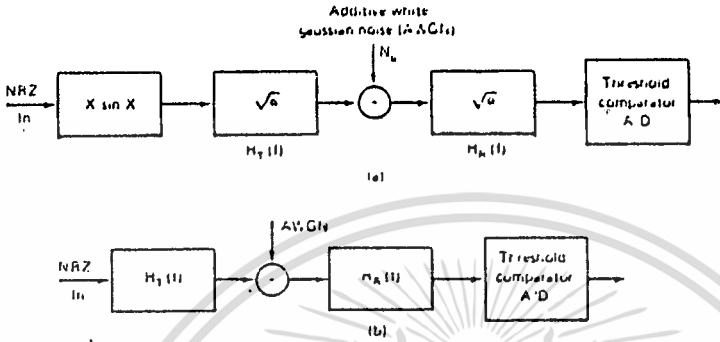 Additive white
gaussian noise (AWGN)
N₀
NRZ
In
X sin X
√α
H_T(f)
√α
H_R(f)
Threshold
comparator
A/D
(a)
AWGN
NRZ
In
H_T(f)
H_R(f)
Threshold
comparator
A/D
(b)